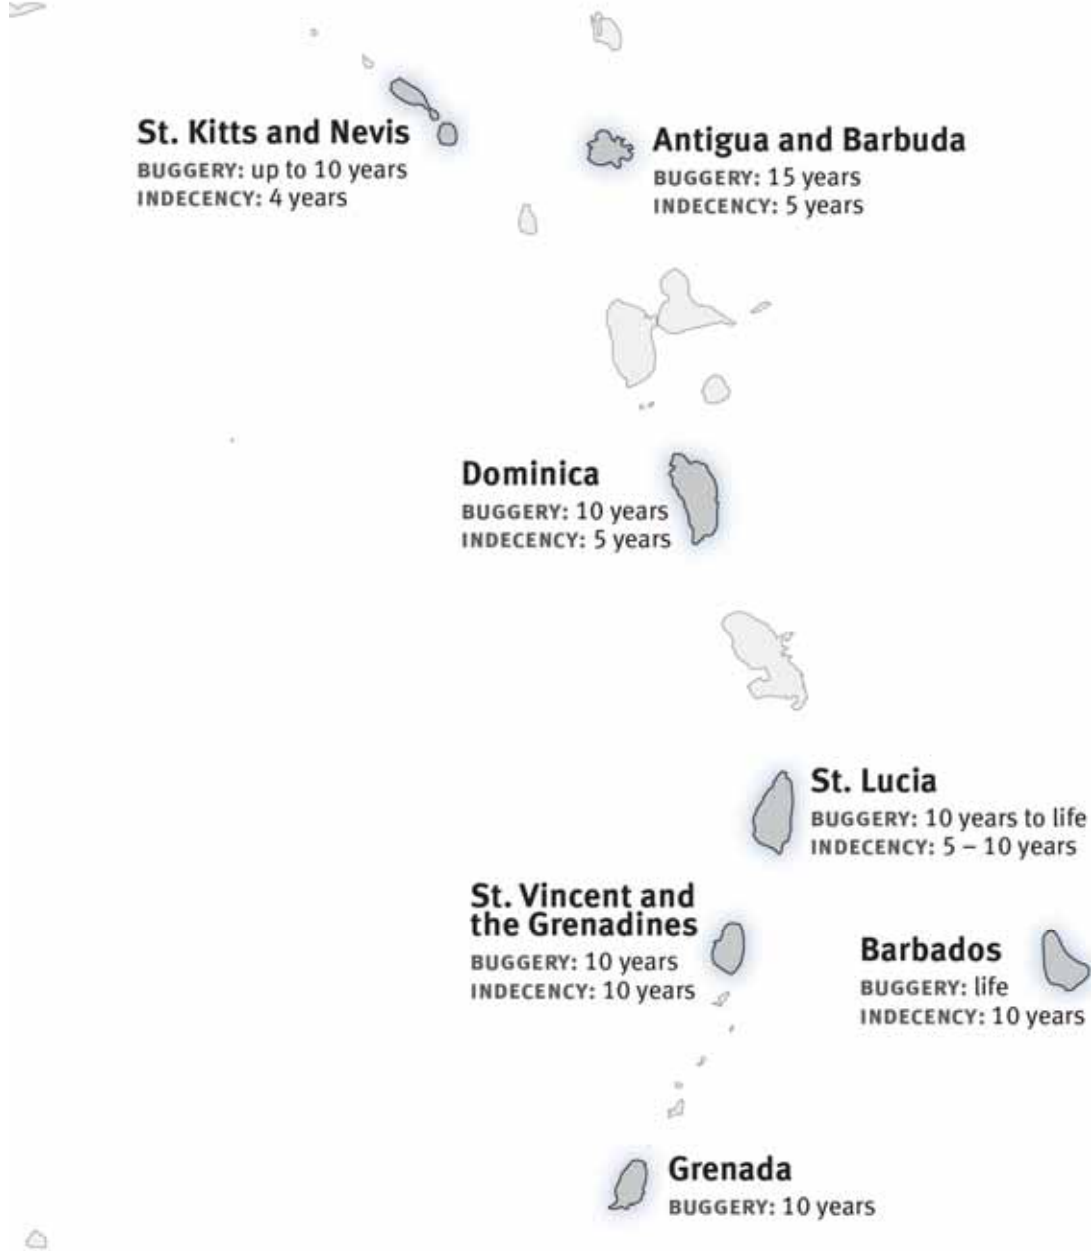 St. Kitts and Nevis
BUGGERY: up to 10 years
INDECENCY: 4 years
Antigua and Barbuda
BUGGERY: 15 years
INDECENCY: 5 years
Dominica
BUGGERY: 10 years
INDECENCY: 5 years
St. Lucia
BUGGERY: 10 years to life
INDECENCY: 5 – 10 years
St. Vincent and
the Grenadines
BUGGERY: 10 years
INDECENCY: 10 years
Barbados
BUGGERY: life
INDECENCY: 10 years
Grenada
BUGGERY: 10 years